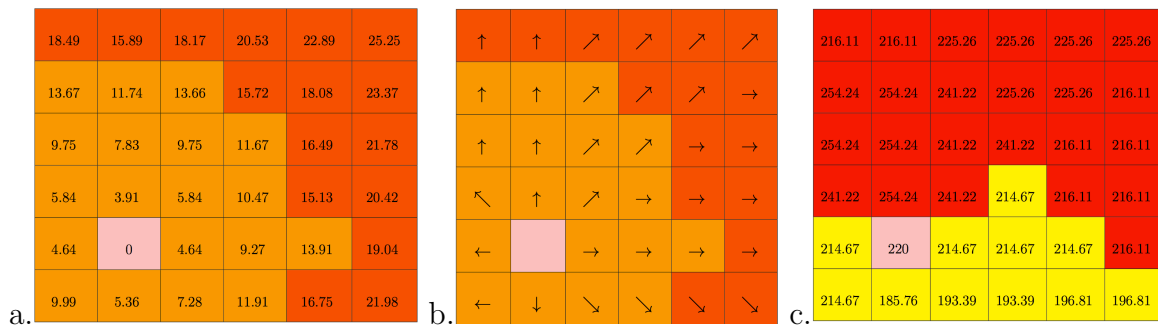 18.49 15.89 18.17 20.53 22.89 25.25
13.67 11.74 13.66 15.72 18.08 23.37
9.75 7.83 9.75 11.67 16.49 21.78
5.84 3.91 5.84 10.47 15.13 20.42
4.64 0 4.64 9.27 13.91 19.04
9.99 5.36 7.28 11.91 16.75 21.98
a.
↑ ↑ ↗ ↗ ↗ ↗
↑ ↑ ↗ ↗ ↗ →
↑ ↑ ↗ ↗ → →
↖ ↑ ↗ → → →
← → → → →
← ↓ ↘ ↘ ↘ ↘
b.
216.11 216.11 225.26 225.26 225.26 225.26
254.24 254.24 241.22 225.26 225.26 216.11
254.24 254.24 241.22 241.22 216.11 216.11
241.22 254.24 241.22 214.67 216.11 216.11
214.67 220 214.67 214.67 214.67 216.11
214.67 185.76 193.39 193.39 196.81 196.81
c.